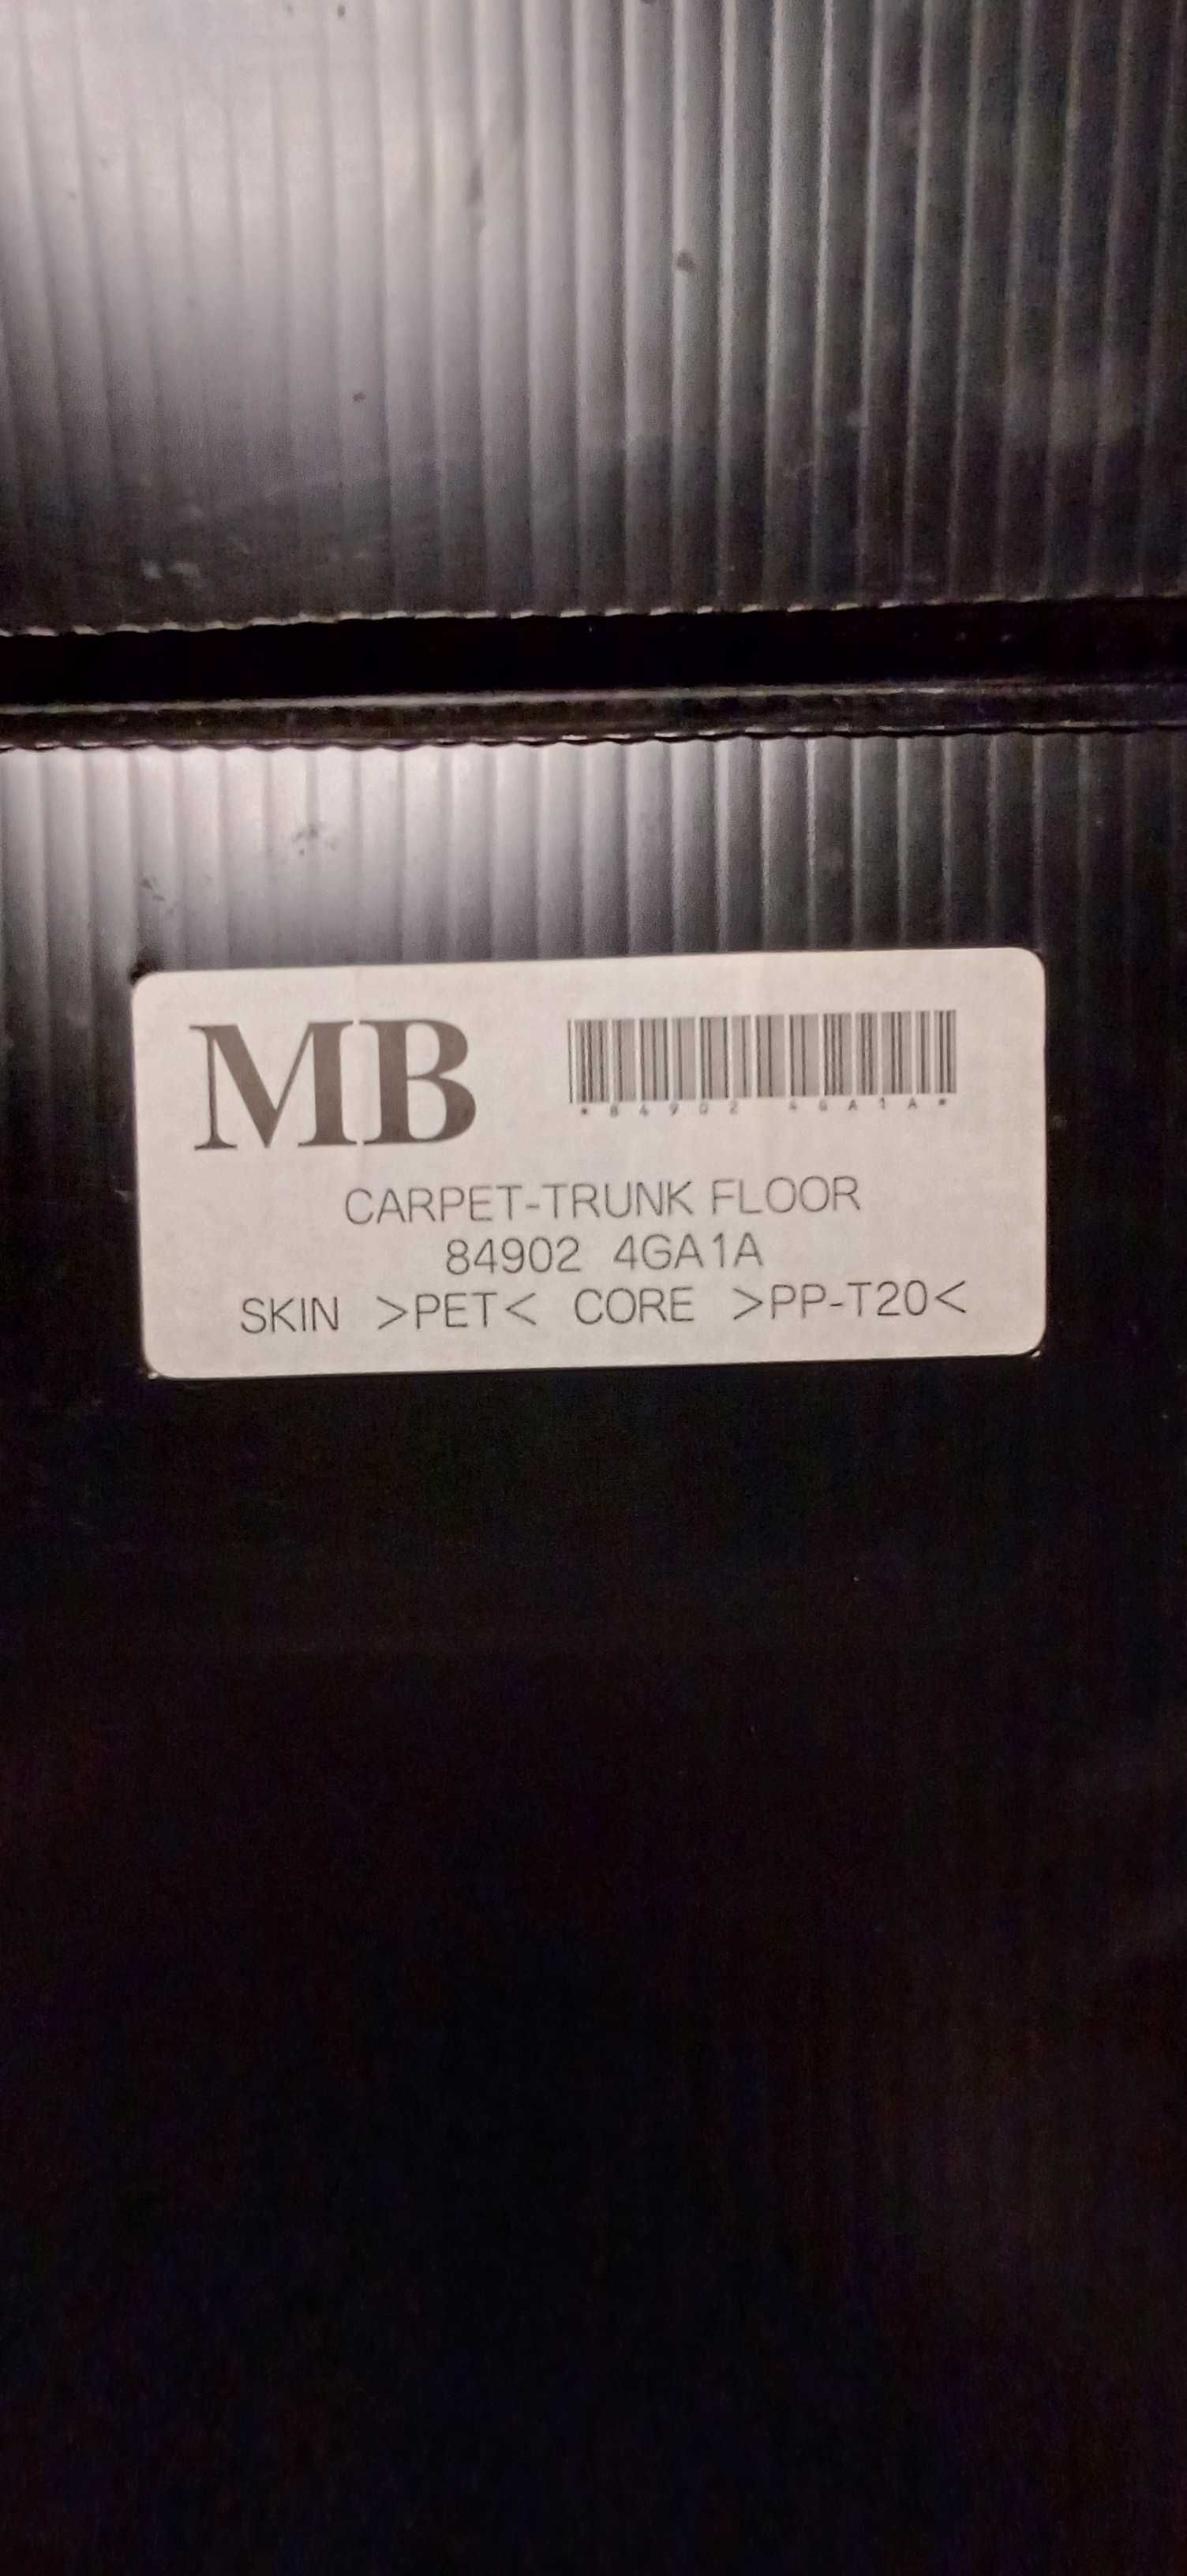 MB
*84902 4GA1A*
CARPET-TRUNK FLOOR
84902 4GA1A
SKIN >PET< CORE >PP-T20<